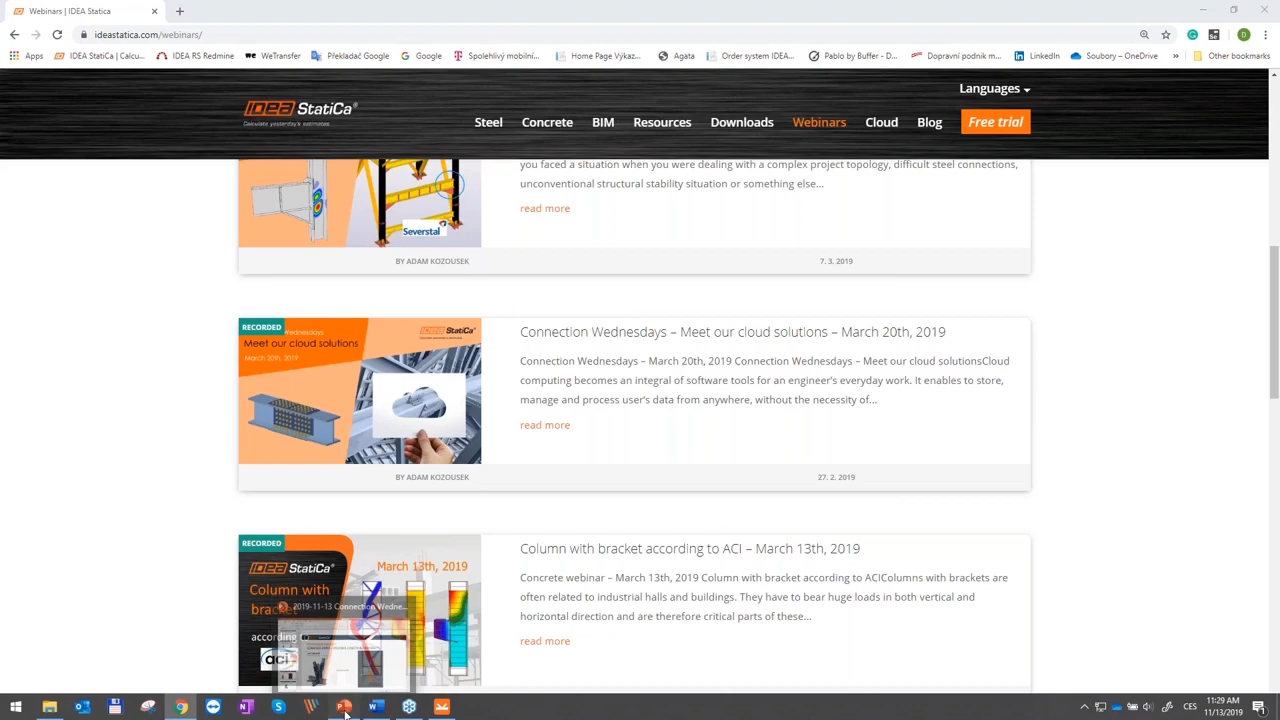 Webinars | IDEA Statica
ideastatica.com/webinars/
Apps
IDEA StatiCa | Calcu...
IDEA RS Redmine
WeTransfer
Překladač Google
Google
Spolehlivý mobilní...
Home Page Výkaz...
Agata
Order system IDEA...
Pablo by Buffer - D...
Dopravní podnik m...
LinkedIn
Soubory – OneDrive
»
Other bookmarks
Languages
IDEA StatiCa®
Calculate yesterday's estimates
Steel
Concrete
BIM
Resources
Downloads
Webinars
Cloud
Blog
Free trial
you faced a situation when you were dealing with a complex project topology, difficult steel connections,
unconventional structural stability situation or something else...
read more
Severstal
BY ADAM KOZOUSEK
7. 3. 2019
RECORDED
Wednesdays
IDEA StatiCa®
Meet our cloud solutions
March 20th, 2019
Connection Wednesdays – Meet our cloud solutions – March 20th, 2019
Connection Wednesdays – March 20th, 2019 Connection Wednesdays – Meet our cloud solutionsCloud
computing becomes an integral of software tools for an engineer's everyday work. It enables to store,
manage and process user's data from anywhere, without the necessity of...
read more
BY ADAM KOZOUSEK
27. 2. 2019
RECORDED
IDEA StatiCa®
March 13th, 2019
Column with
bracket
according to
aci
Column with bracket according to ACI – March 13th, 2019
Concrete webinar – March 13th, 2019 Column with bracket according to ACIColumns with brackets are
often related to industrial halls and buildings. They have to bear huge loads in both vertical and
horizontal direction and are therefore critical parts of these...
read more
2019-11-13 Connection Wedne...
CES
11:29 AM
11/13/2019